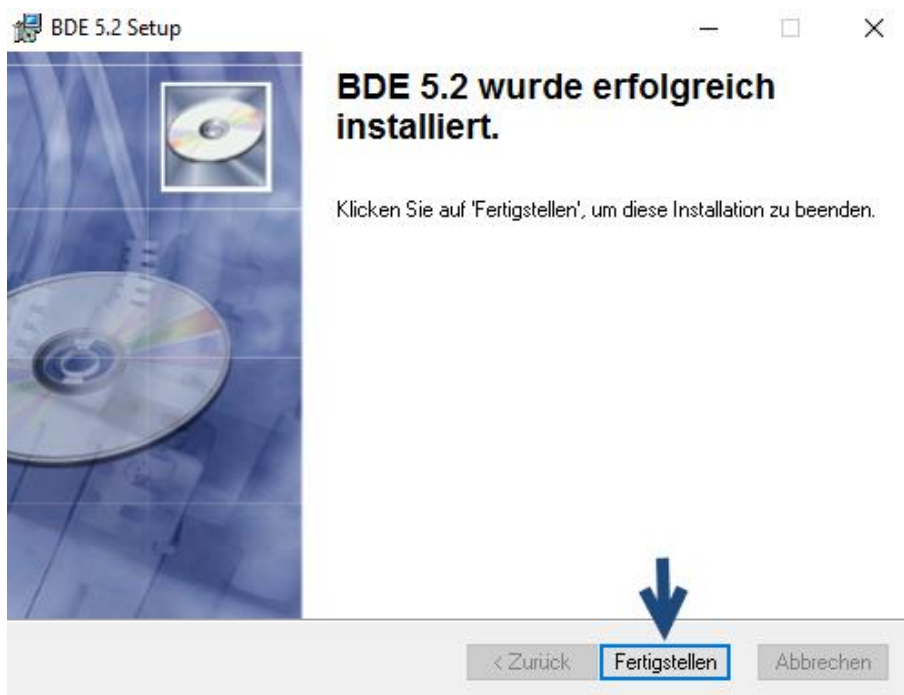 BDE 5.2 Setup
BDE 5.2 wurde erfolgreich
installiert.
Klicken Sie auf 'Fertigstellen', um diese Installation zu beenden.
< Zurück Fertigstellen Abbrechen